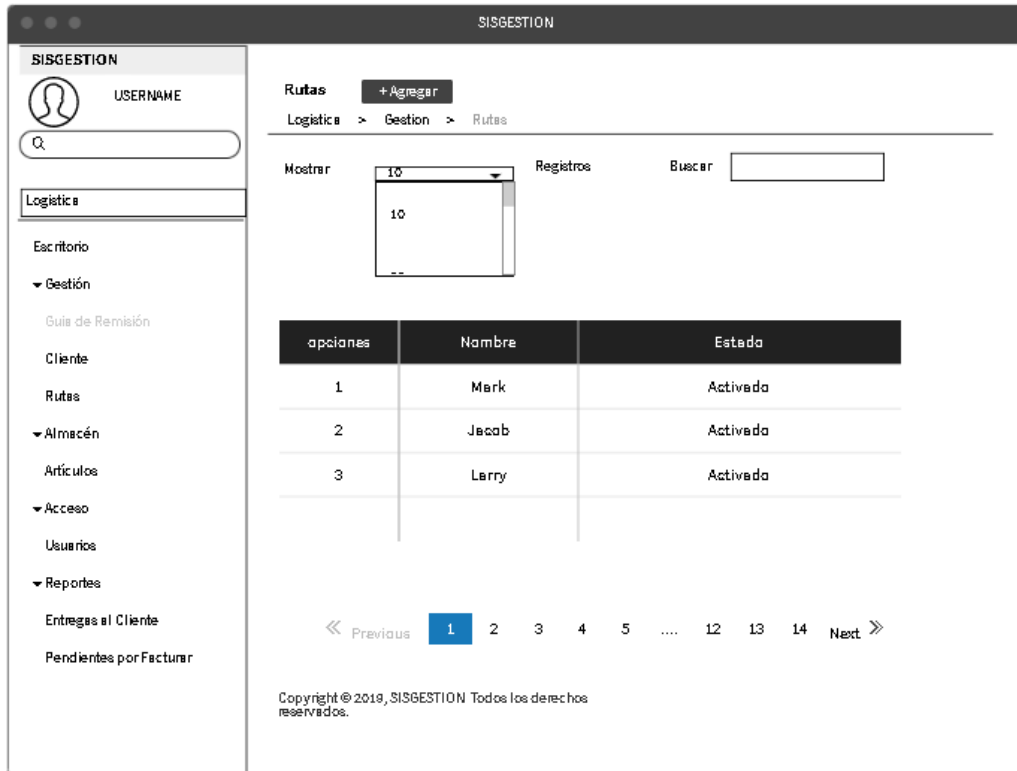 SISGESTION
SISGESTION
USERNAME
Logistica
Escritorio
Gestión
Guia de Remisión
Cliente
Rutas
Almacén
Artículos
Acceso
Usuarios
Reportes
Entregas al Cliente
Pendientes por Facturar
Rutas +Agregar
Logistica > Gestion > Rutas
Mostrar 10 Registros Buscar
10
opciones Nombre Estado
1 Mark Activado
2 Jacob Activado
3 Larry Activado
Previous 1 2 3 4 5 .... 12 13 14 Next
Copyright © 2019, SISGESTION Todos los derechos
reservados.